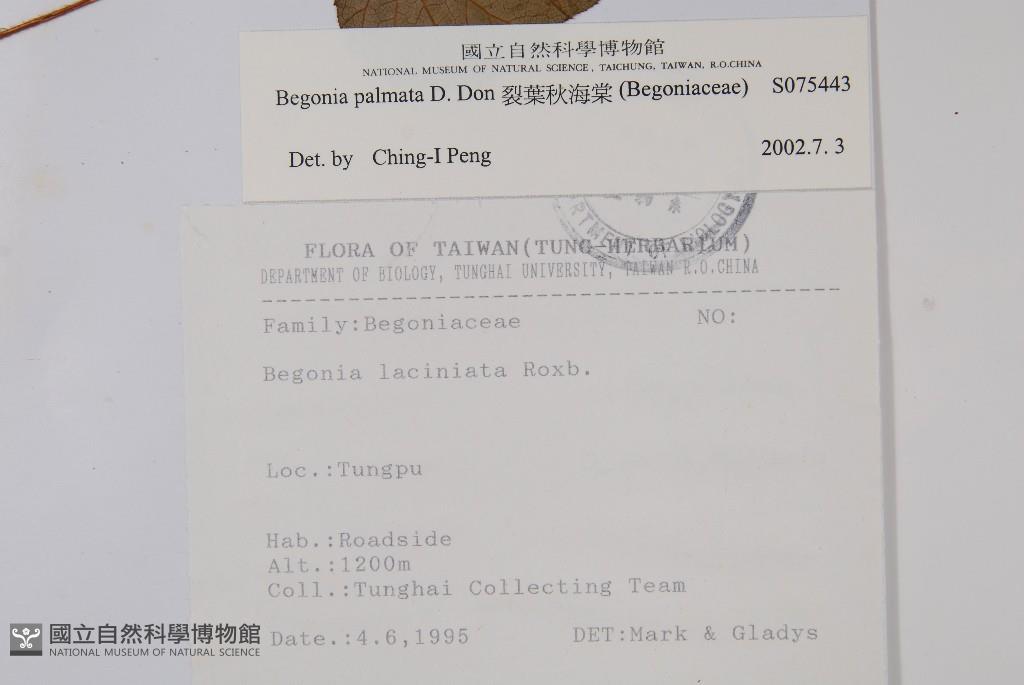 國立自然科學博物館
NATIONAL MUSEUM OF NATURAL SCIENCE, TAICHUNG, TAIWAN, R.O.CHINA
Begonia palmata D. Don 裂葉秋海棠 (Begoniaceae) S075443
Det. by Ching-I Peng 2002.7. 3
FLORA OF TAIWAN(TUNG-HERBARIUM)
DEPARTMENT OF BIOLOGY, TUNGHAI UNIVERSITY, TAIWAN R.O.CHINA
Family:Begoniaceae NO:
Begonia laciniata Roxb.
Loc.:Tungpu
Hab.:Roadside
Alt.:1200m
Coll.:Tunghai Collecting Team
Date.:4.6,1995 DET:Mark & Gladys
國立自然科學博物館
NATIONAL MUSEUM OF NATURAL SCIENCE